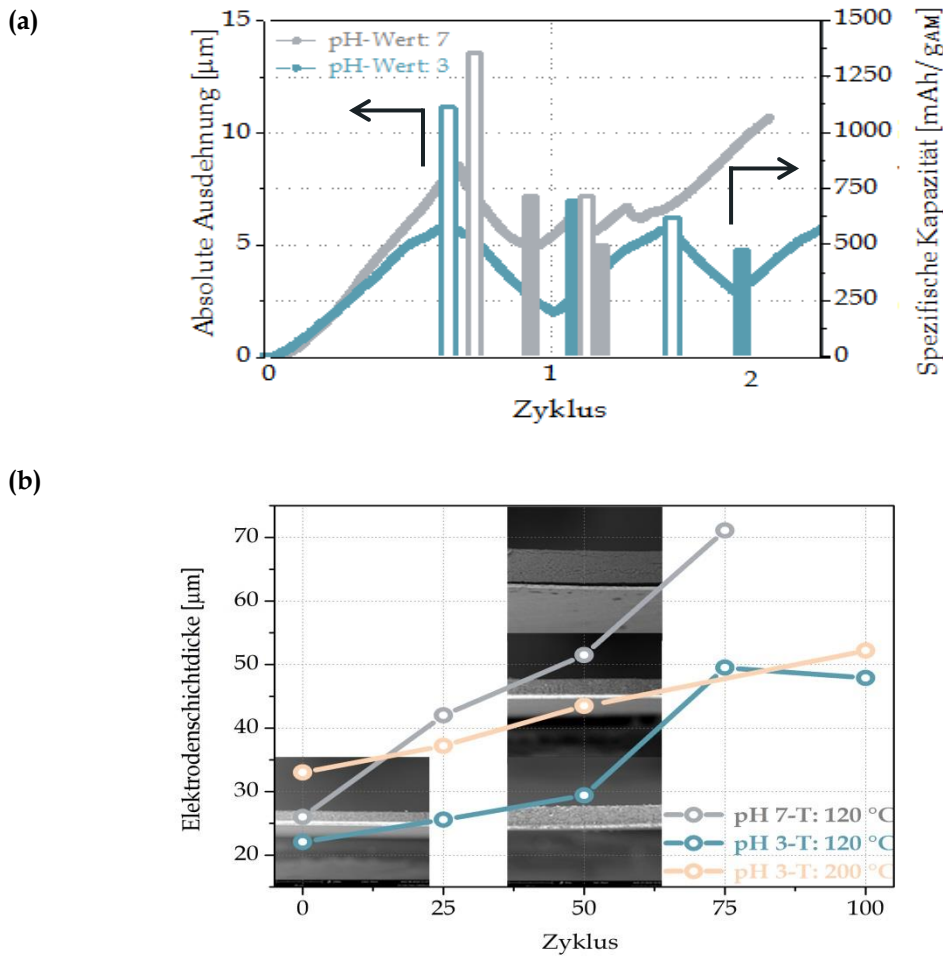 (a)
Absolute Ausdehnung [µm]
15
10
5
0
pH-Wert: 7
pH-Wert: 3
1500
1250
1000
750
500
250
0
Spezifische Kapazität [mAh/gAM]
0
1
2
Zyklus
(b)
Elektrodenschichtdicke [µm]
70
60
50
40
30
20
pH 7-T: 120 °C
pH 3-T: 120 °C
pH 3-T: 200 °C
0
25
50
75
100
Zyklus